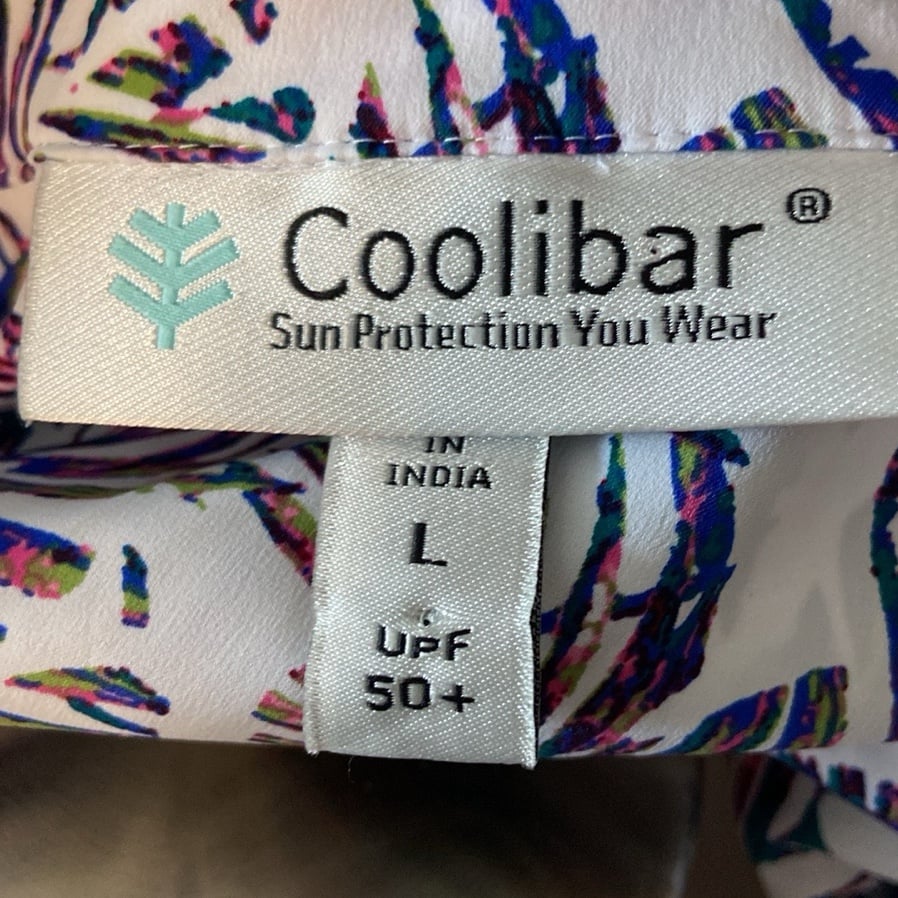 Coolibar ®
Sun Protection You Wear
IN
INDIA
L
UPF
50+